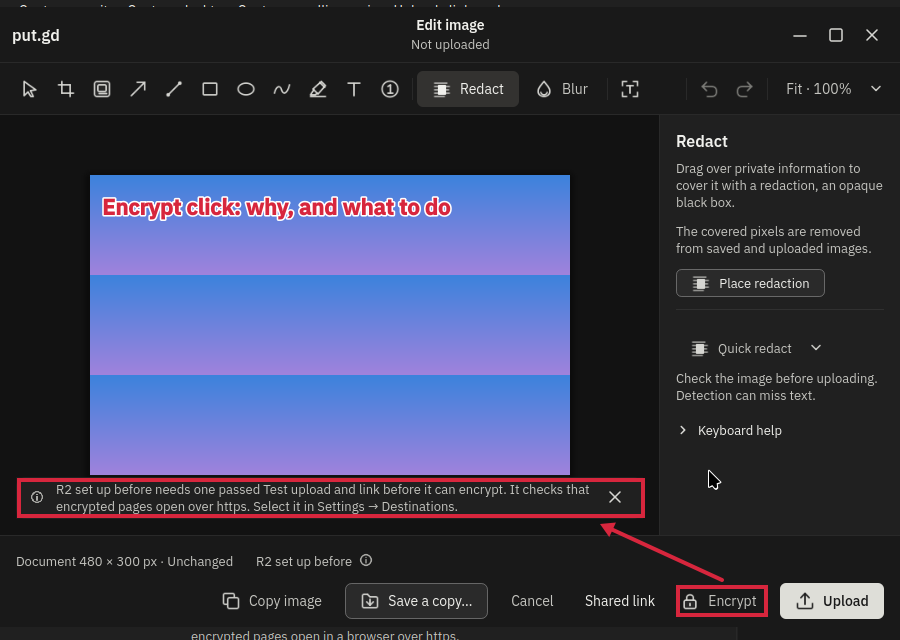 put.gd
Edit image
Not uploaded
1
Redact
Blur
T
Fit · 100%
Encrypt click: why, and what to do
Redact
Drag over private information to
cover it with a redaction, an opaque
black box.
The covered pixels are removed
from saved and uploaded images.
Place redaction
Quick redact
Check the image before uploading.
Detection can miss text.
Keyboard help
R2 set up before needs one passed Test upload and link before it can encrypt. It checks that
encrypted pages open over https. Select it in Settings → Destinations.
Document 480 × 300 px · Unchanged
R2 set up before
Copy image
Save a copy...
Cancel
Shared link
Encrypt
Upload
encrypted pages open in a browser over https.